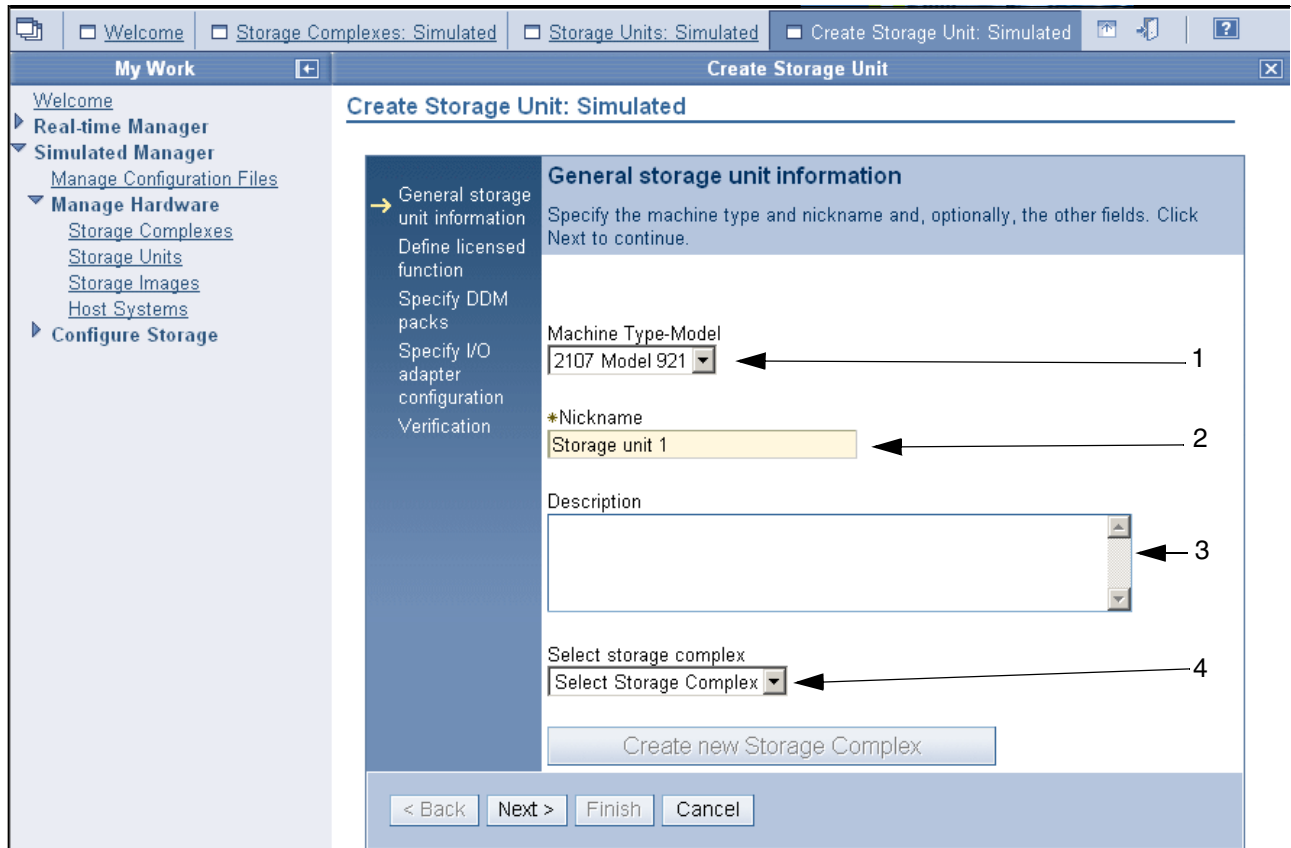 Welcome
Storage Complexes: Simulated
Storage Units: Simulated
Create Storage Unit: Simulated
?
My Work
Create Storage Unit
Welcome
Real-time Manager
Simulated Manager
Manage Configuration Files
Manage Hardware
Storage Complexes
Storage Units
Storage Images
Host Systems
Configure Storage
Create Storage Unit: Simulated
General storage
unit information
Define licensed
function
Specify DDM
packs
Specify I/O
adapter
configuration
Verification
General storage unit information
Specify the machine type and nickname and, optionally, the other fields. Click
Next to continue.
Machine Type-Model
2107 Model 921
1
*Nickname
Storage unit 1
2
Description
3
Select storage complex
Select Storage Complex
4
Create new Storage Complex
< Back
Next >
Finish
Cancel